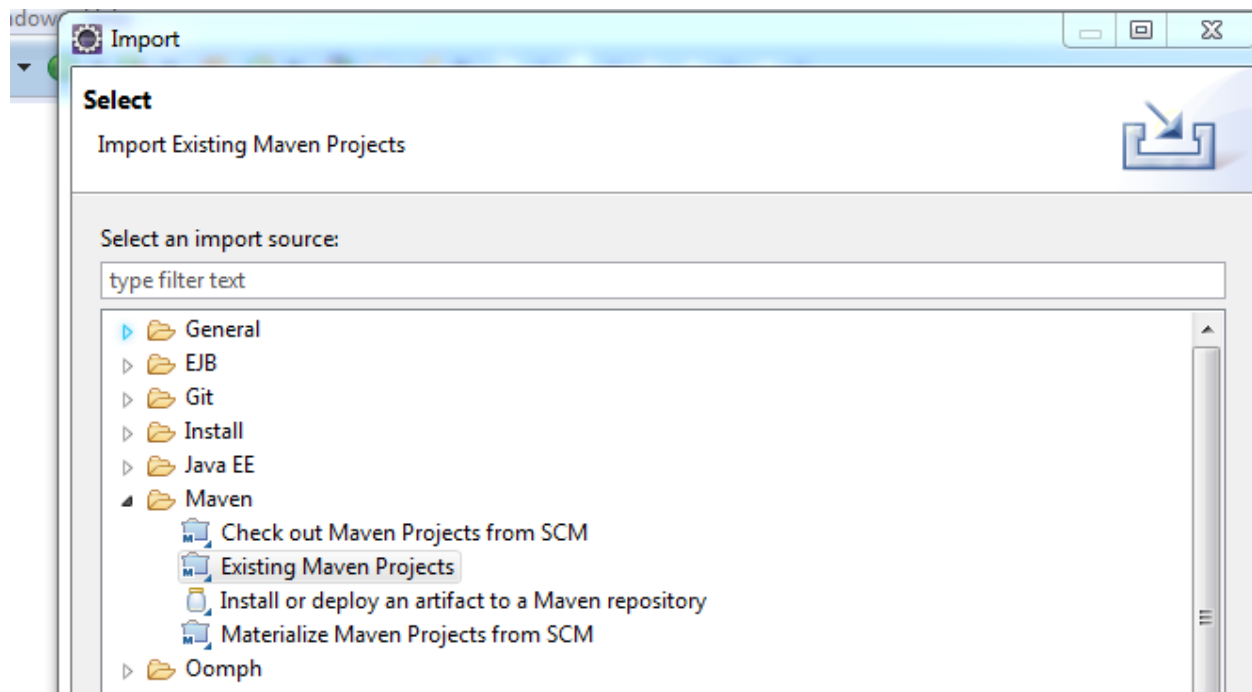 Import
Select
Import Existing Maven Projects
Select an import source:
type filter text
General
EJB
Git
Install
Java EE
Maven
Check out Maven Projects from SCM
Existing Maven Projects
Install or deploy an artifact to a Maven repository
Materialize Maven Projects from SCM
Oomph